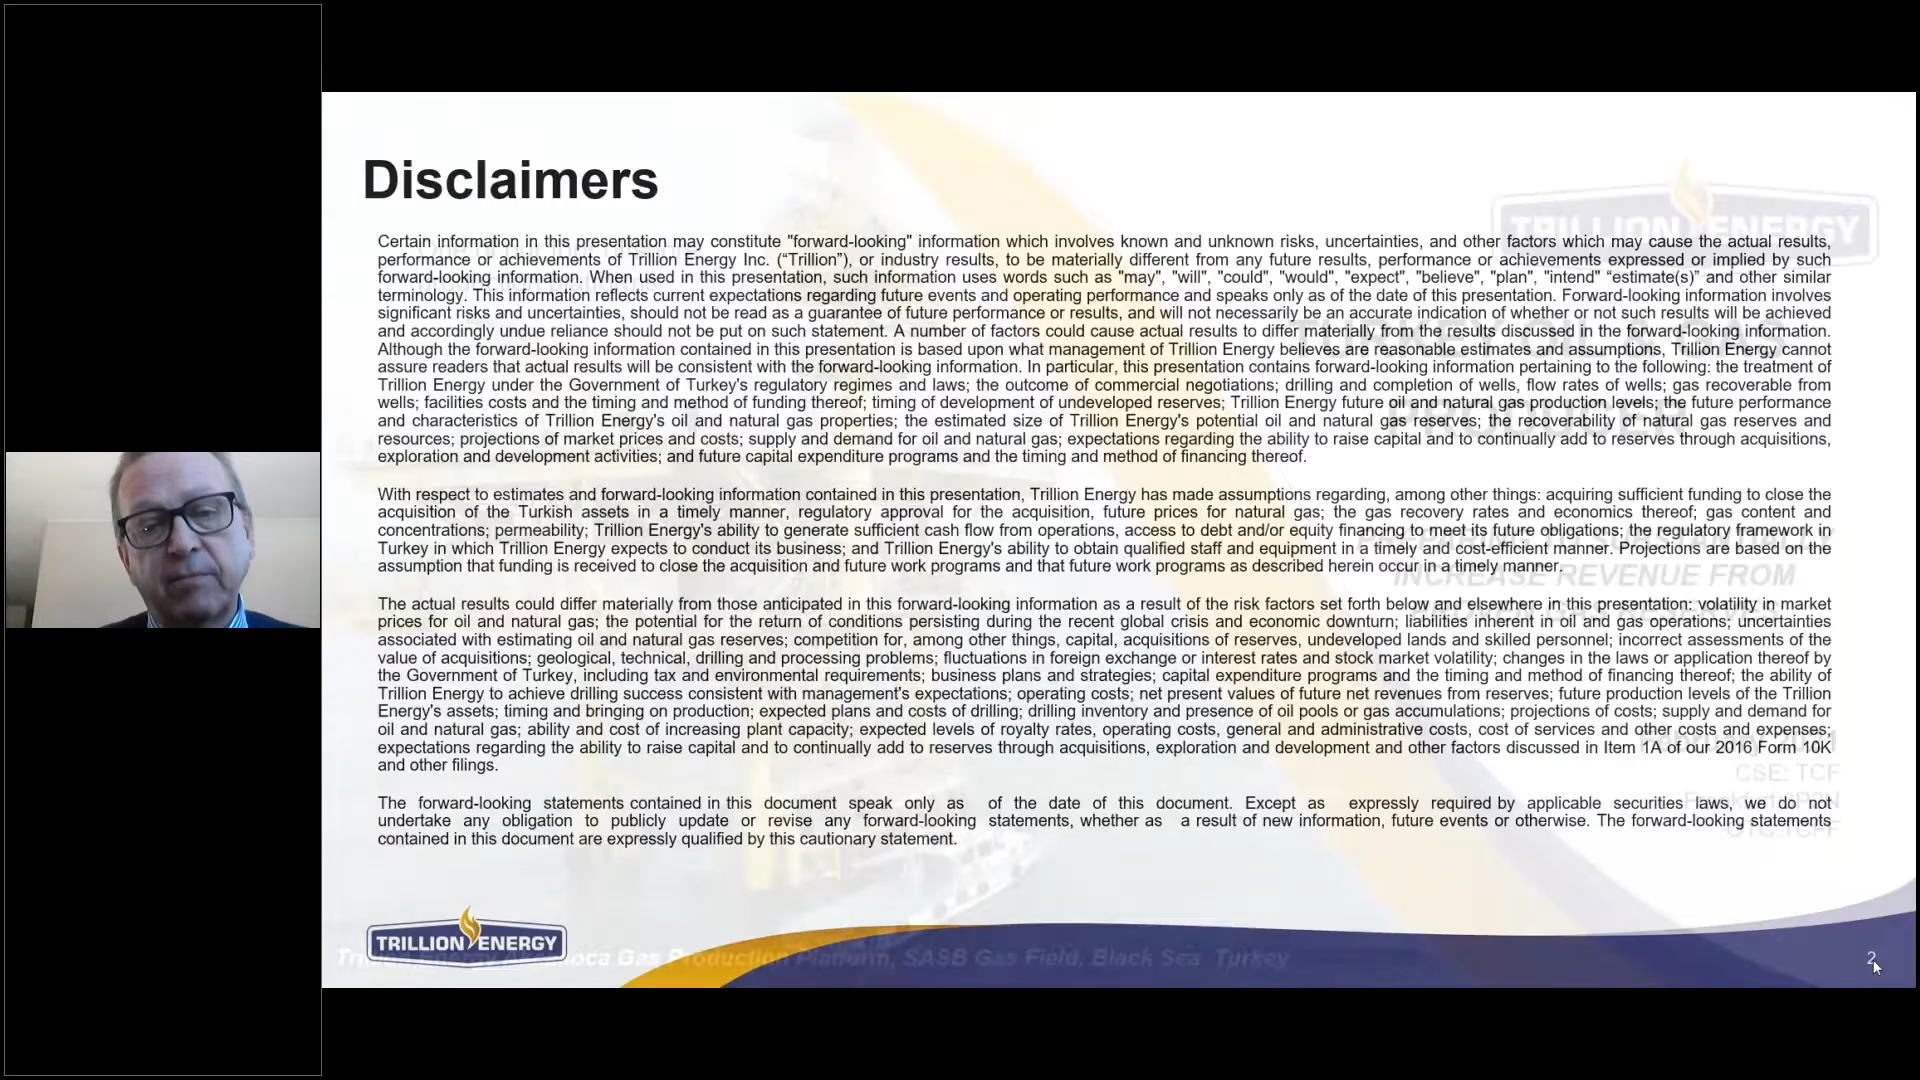 Disclaimers
TRILLION ENERGY
Certain information in this presentation may constitute "forward-looking" information which involves known and unknown risks, uncertainties, and other factors which may cause the actual results,
performance or achievements of Trillion Energy Inc. (“Trillion”), or industry results, to be materially different from any future results, performance or achievements expressed or implied by such
forward-looking information. When used in this presentation, such information uses words such as "may", "will", "could", "would", "expect", "believe", "plan", "intend" “estimate(s)” and other similar
terminology. This information reflects current expectations regarding future events and operating performance and speaks only as of the date of this presentation. Forward-looking information involves
significant risks and uncertainties, should not be read as a guarantee of future performance or results, and will not necessarily be an accurate indication of whether or not such results will be achieved
and accordingly undue reliance should not be put on such statement. A number of factors could cause actual results to differ materially from the results discussed in the forward-looking information.
Although the forward-looking information contained in this presentation is based upon what management of Trillion Energy believes are reasonable estimates and assumptions, Trillion Energy cannot
assure readers that actual results will be consistent with the forward-looking information. In particular, this presentation contains forward-looking information pertaining to the following: the treatment of
Trillion Energy under the Government of Turkey's regulatory regimes and laws; the outcome of commercial negotiations; drilling and completion of wells, flow rates of wells; gas recoverable from
wells; facilities costs and the timing and method of funding thereof; timing of development of undeveloped reserves; Trillion Energy future oil and natural gas production levels; the future performance
and characteristics of Trillion Energy's oil and natural gas properties; the estimated size of Trillion Energy's potential oil and natural gas reserves; the recoverability of natural gas reserves and
resources; projections of market prices and costs; supply and demand for oil and natural gas; expectations regarding the ability to raise capital and to continually add to reserves through acquisitions,
exploration and development activities; and future capital expenditure programs and the timing and method of financing thereof.
TURKEY OIL & GAS
PRODUCER
With respect to estimates and forward-looking information contained in this presentation, Trillion Energy has made assumptions regarding, among other things: acquiring sufficient funding to close the
acquisition of the Turkish assets in a timely manner, regulatory approval for the acquisition, future prices for natural gas; the gas recovery rates and economics thereof; gas content and
concentrations; permeability; Trillion Energy's ability to generate sufficient cash flow from operations, access to debt and/or equity financing to meet its future obligations; the regulatory framework in
Turkey in which Trillion Energy expects to conduct its business; and Trillion Energy's ability to obtain qualified staff and equipment in a timely and cost-efficient manner. Projections are based on the
assumption that funding is received to close the acquisition and future work programs and that future work programs as described herein occur in a timely manner.
PREPARING TO SUBSTANTIALLY
INCREASE REVENUE FROM
The actual results could differ materially from those anticipated in this forward-looking information as a result of the risk factors set forth below and elsewhere in this presentation: volatility in market
prices for oil and natural gas; the potential for the return of conditions persisting during the recent global crisis and economic downturn; liabilities inherent in oil and gas operations; uncertainties
associated with estimating oil and natural gas reserves; competition for, among other things, capital, acquisitions of reserves, undeveloped lands and skilled personnel; incorrect assessments of the
value of acquisitions; geological, technical, drilling and processing problems; fluctuations in foreign exchange or interest rates and stock market volatility; changes in the laws or application thereof by
the Government of Turkey, including tax and environmental requirements; business plans and strategies; capital expenditure programs and the timing and method of financing thereof; the ability of
Trillion Energy to achieve drilling success consistent with management's expectations; operating costs; net present values of future net revenues from reserves; future production levels of the Trillion
Energy's assets; timing and bringing on production; expected plans and costs of drilling; drilling inventory and presence of oil pools or gas accumulations; projections of costs; supply and demand for
oil and natural gas; ability and cost of increasing plant capacity; expected levels of royalty rates, operating costs, general and administrative costs, cost of services and other costs and expenses;
expectations regarding the ability to raise capital and to continually add to reserves through acquisitions, exploration and development and other factors discussed in Item 1A of our 2016 Form 10K
and other filings.
CSE: TCF
The forward-looking statements contained in this document speak only as of the date of this document. Except as expressly required by applicable securities laws, we do not
undertake any obligation to publicly update or revise any forward-looking statements, whether as a result of new information, future events or otherwise. The forward-looking statements
contained in this document are expressly qualified by this cautionary statement.
TRILLION ENERGY
Gas Production Platform, SASB Gas Field, Black Sea Turkey
2